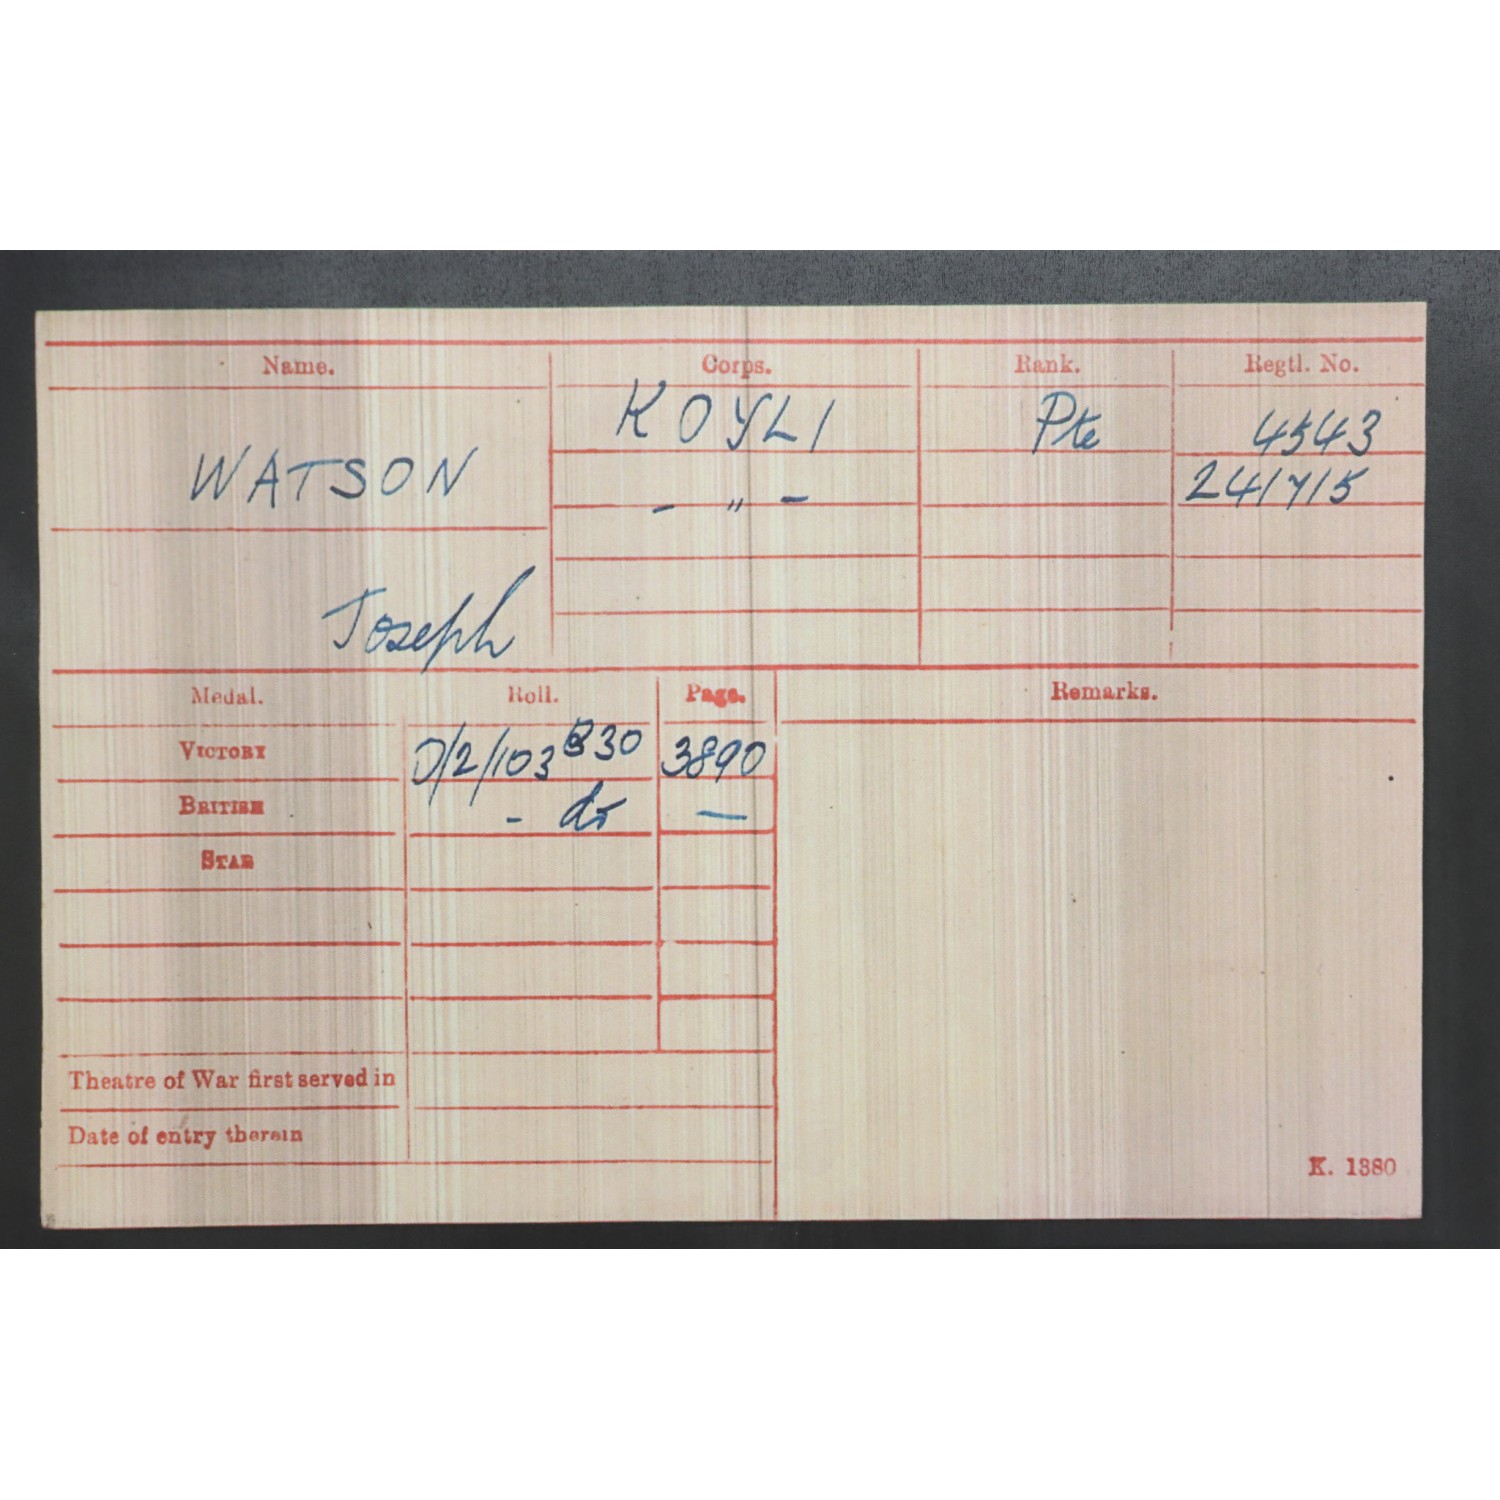 Name. Corps. Rank. Regtl. No.
KOYLI Pte 4543
WATSON - " - 241715
Joseph
Medal. Roll. Page. Remarks.
VICTORY O/2/103 B30 3890
BRITISH - do —
STAR
Theatre of War first served in
Date of entry therein
K. 1380